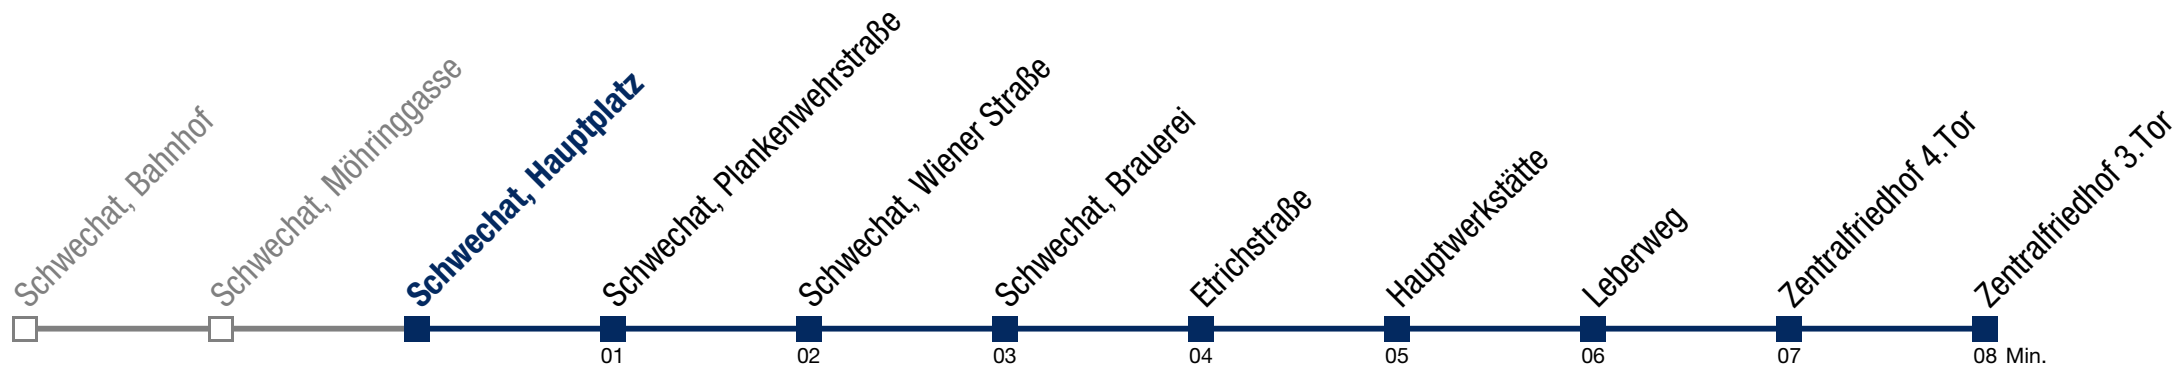 Schwechat, Bahnhof
Schwechat, Möhringgasse
Schwechat, Hauptplatz
Schwechat, Plankenwehrstraße
Schwechat, Wiener Straße
Schwechat, Brauerei
Etrichstraße
Hauptwerkstätte
Leberweg
Zentralfriedhof 4.Tor
Zentralfriedhof 3.Tor
01 02 03 04 05 06 07 08 Min.